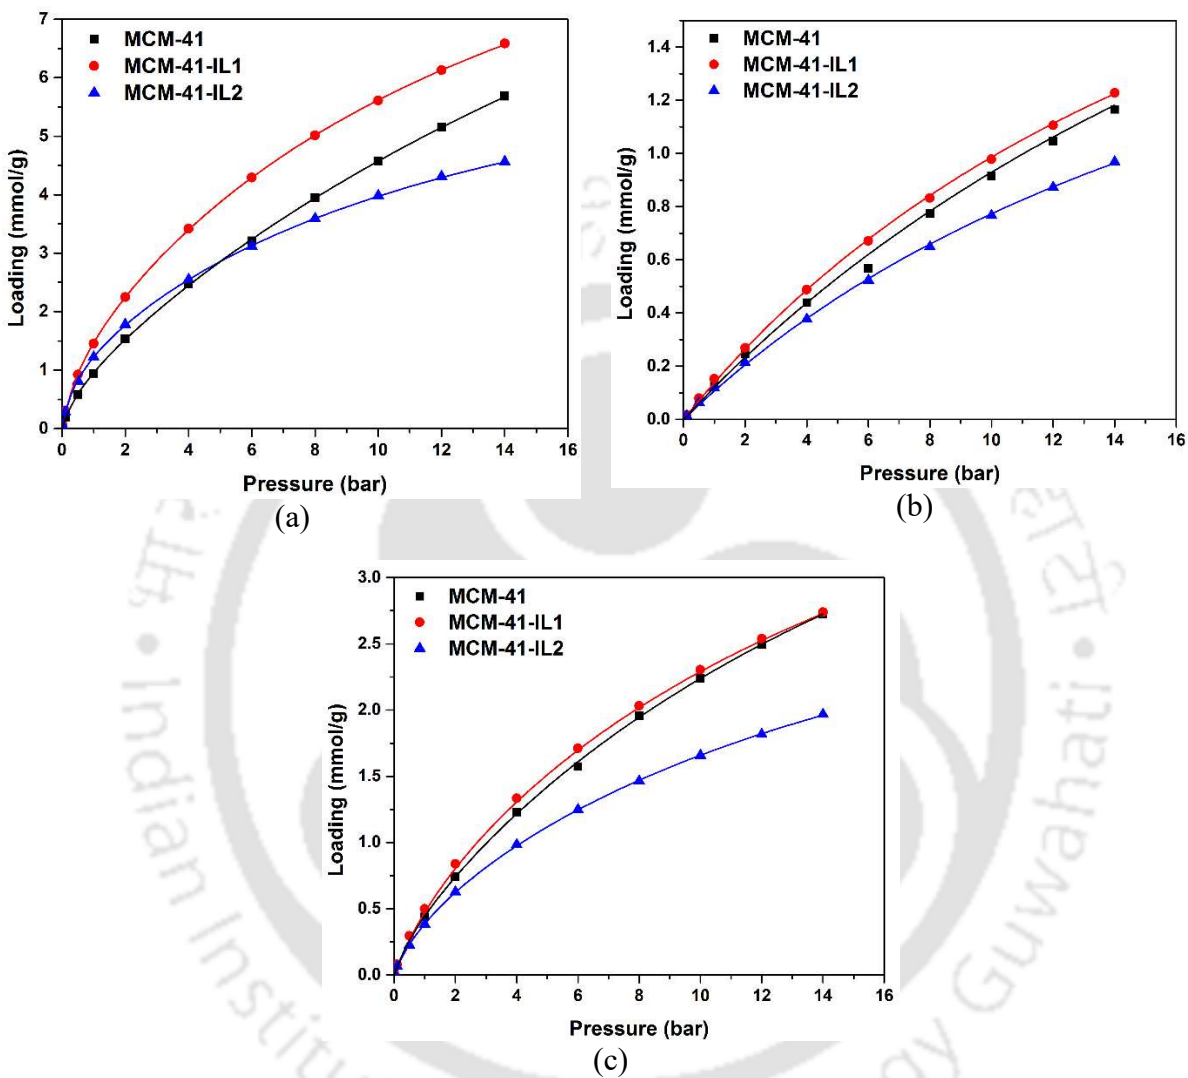 7
6
5
4
3
2
1
0
Loading (mmol/g)
MCM-41
MCM-41-IL1
MCM-41-IL2
0 2 4 6 8 10 12 14 16
Pressure (bar)
(a)
1.4
1.2
1.0
0.8
0.6
0.4
0.2
0.0
Loading (mmol/g)
MCM-41
MCM-41-IL1
MCM-41-IL2
0 2 4 6 8 10 12 14 16
Pressure (bar)
(b)
3.0
2.5
2.0
1.5
1.0
0.5
0.0
Loading (mmol/g)
MCM-41
MCM-41-IL1
MCM-41-IL2
0 2 4 6 8 10 12 14 16
Pressure (bar)
(c)
Indian
Guwahati